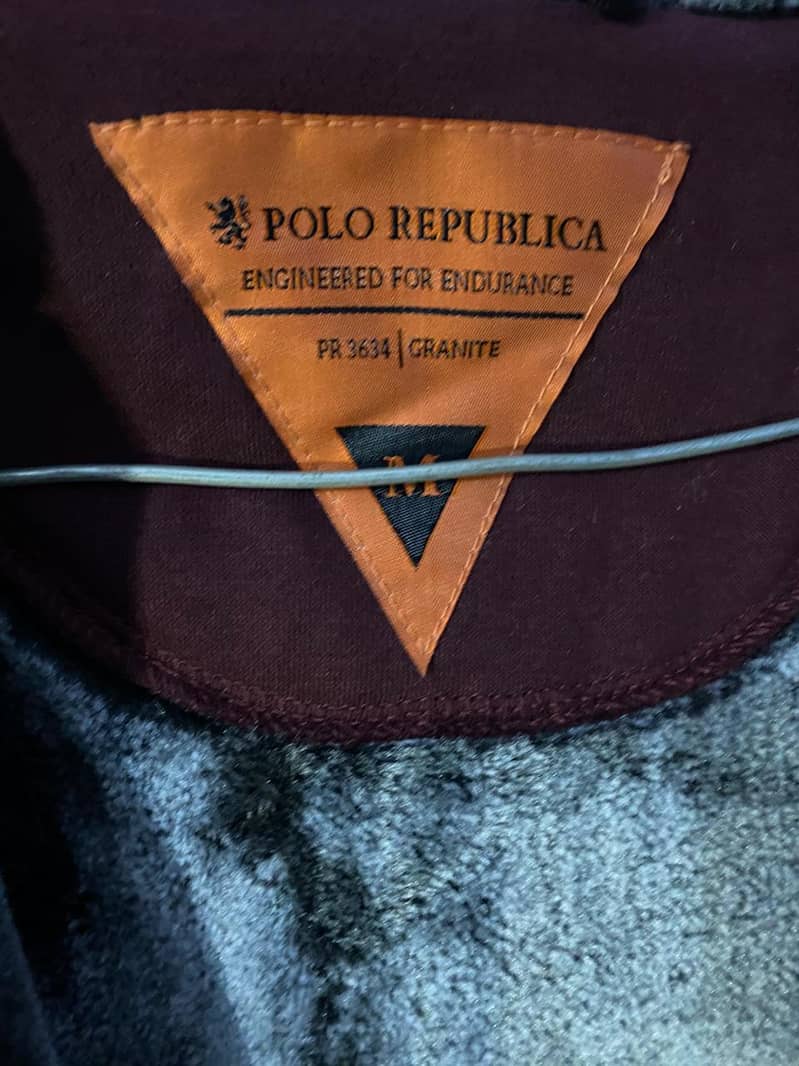 POLO REPUBLICA
ENGINEERED FOR ENDURANCE
PR 3634 | GRANITE
M